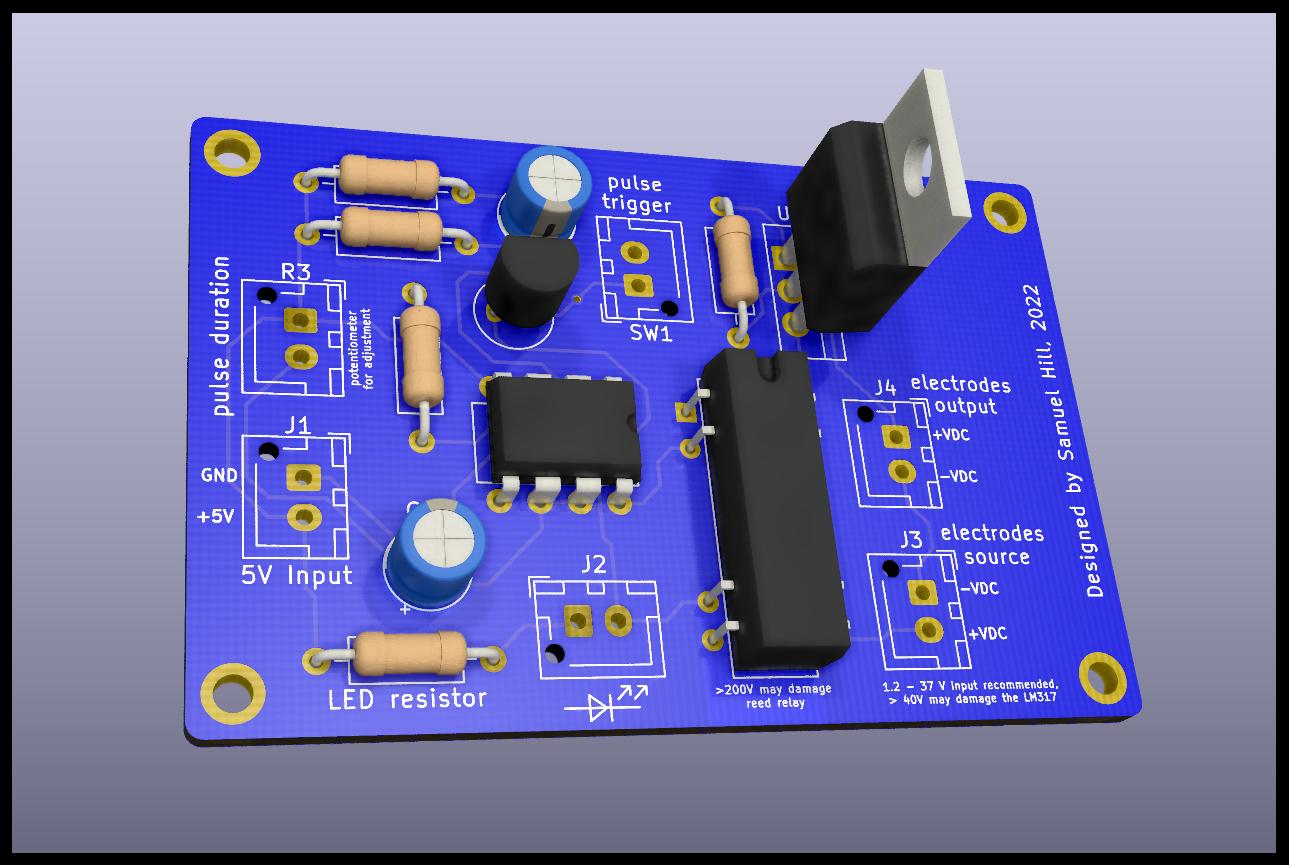 pulse
trigger
SW1
U
R3
pulse duration
potentiometer
for adjustment
J1
GND
+5V
5V Input
C
+
LED resistor
J2
J4
electrodes
output
+VDC
-VDC
J3
electrodes
source
-VDC
+VDC
>200V may damage
reed relay
1.2 - 37 V input recommended,
> 40V may damage the LM317
Designed by Samuel Hill, 2022